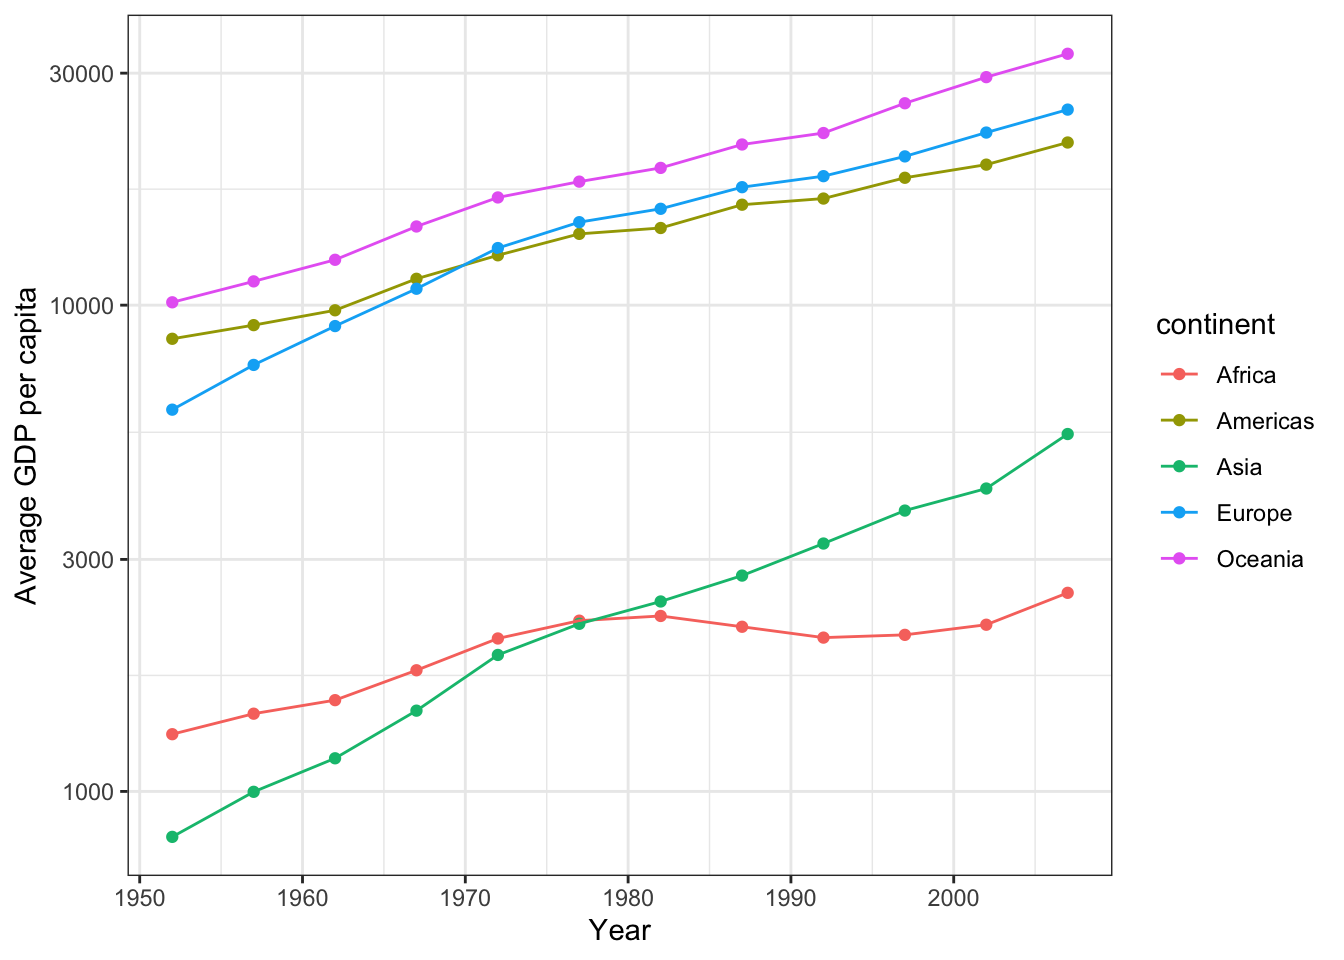 30000
10000
3000
1000
Average GDP per capita
1950 1960 1970 1980 1990 2000
Year
continent
Africa
Americas
Asia
Europe
Oceania